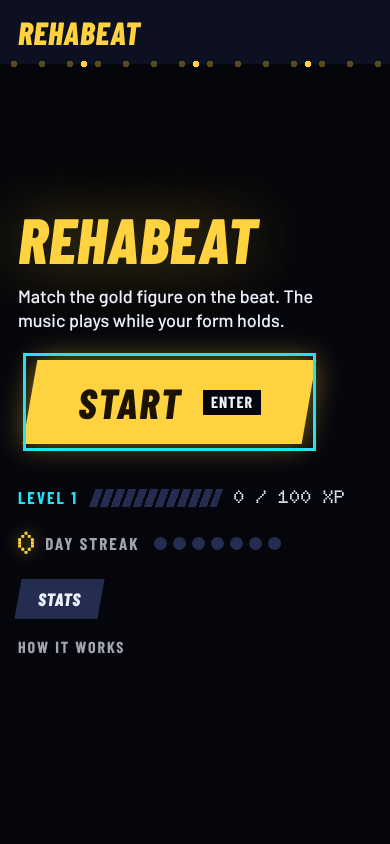 REHABEAT
REHABEAT
Match the gold figure on the beat. The
music plays while your form holds.
START ENTER
LEVEL 1 0 / 100 XP
0 DAY STREAK
STATS
HOW IT WORKS